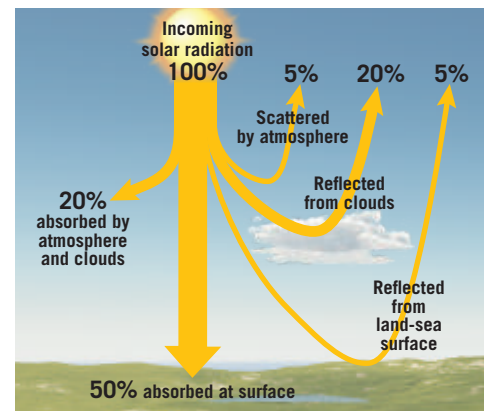 Incoming
solar radiation
100%
5%
20%
5%
Scattered
by atmosphere
Reflected
from clouds
20%
absorbed by
atmosphere
and clouds
Reflected
from
land-sea
surface
50% absorbed at surface